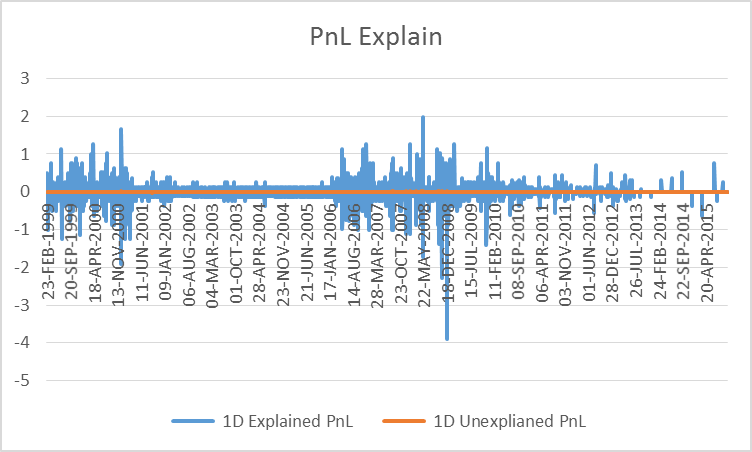 PnL Explain
3
2
1
0
-1
-2
-3
-4
-5
23-FEB-1999
20-SEP-1999
18-APR-2000
13-NOV-2000
11-JUN-2001
09-JAN-2002
06-AUG-2002
04-MAR-2003
01-OCT-2003
28-APR-2004
23-NOV-2004
21-JUN-2005
17-JAN-2006
14-AUG-2006
28-MAR-2007
23-OCT-2007
22-MAY-2008
18-DEC-2008
15-JUL-2009
11-FEB-2010
08-SEP-2010
06-APR-2011
03-NOV-2011
01-JUN-2012
28-DEC-2012
26-JUL-2013
24-FEB-2014
22-SEP-2014
20-APR-2015
1D Explained PnL
1D Unexplianed PnL